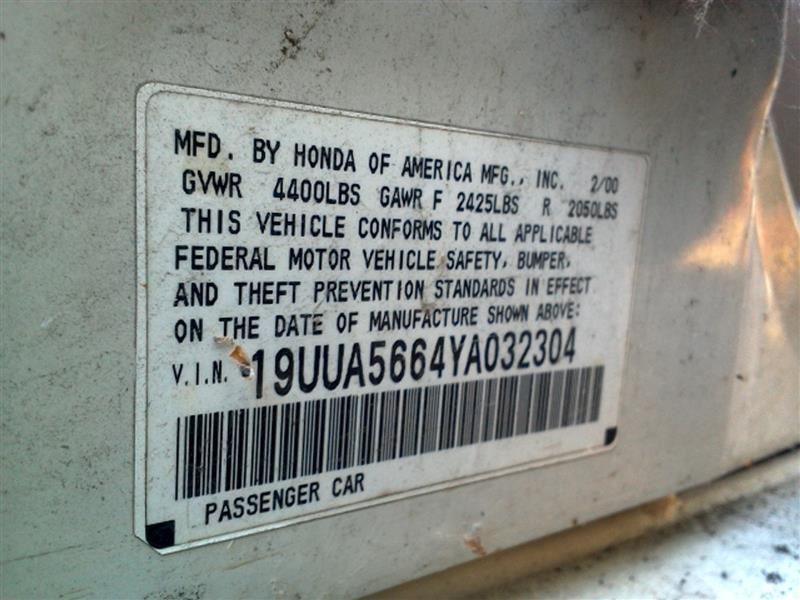 MFD. BY HONDA OF AMERICA MFG., INC. 2/00
GVWR 4400LBS GAWR F 2425LBS R 2050LBS
THIS VEHICLE CONFORMS TO ALL APPLICABLE
FEDERAL MOTOR VEHICLE SAFETY, BUMPER,
AND THEFT PREVENTION STANDARDS IN EFFECT
ON THE DATE OF MANUFACTURE SHOWN ABOVE:
V.I.N. 19UUA5664YA032304
PASSENGER CAR